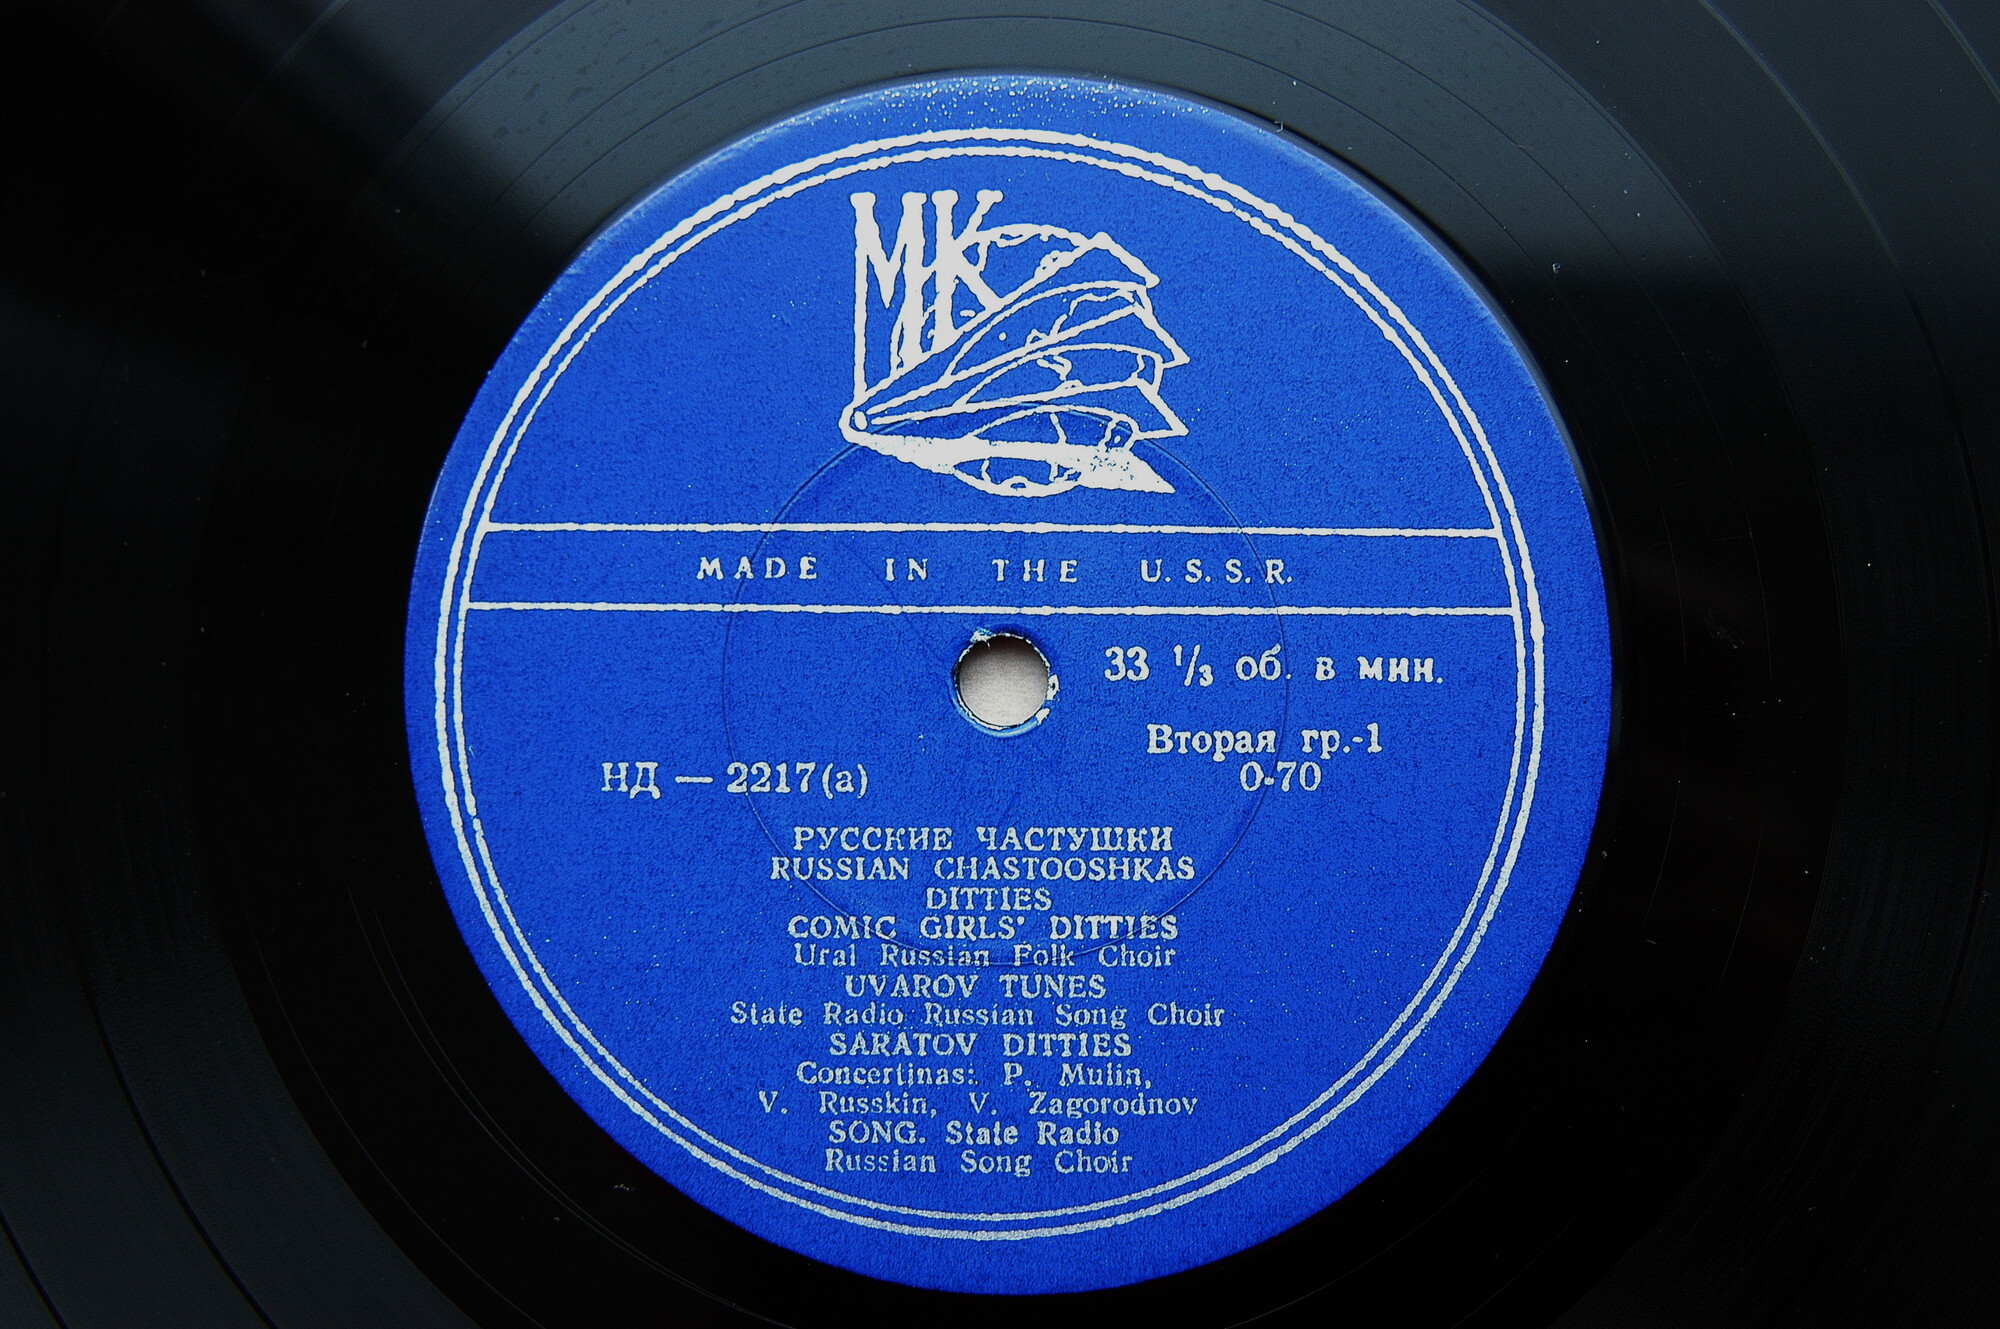 МК
MADE IN THE U.S.S.R.
33 1/3 об. в мин.
Вторая гр.-1
НД — 2217(а) 0-70
РУССКИЕ ЧАСТУШКИ
RUSSIAN CHASTOOSHKAS
DITTIES
COMIC GIRLS' DITTIES
Ural Russian Folk Choir
UVAROV TUNES
State Radio Russian Song Choir
SARATOV DITTIES
Concertinas: P. Mulin,
V. Russkin, V. Zagorodnov
SONG. State Radio
Russian Song Choir